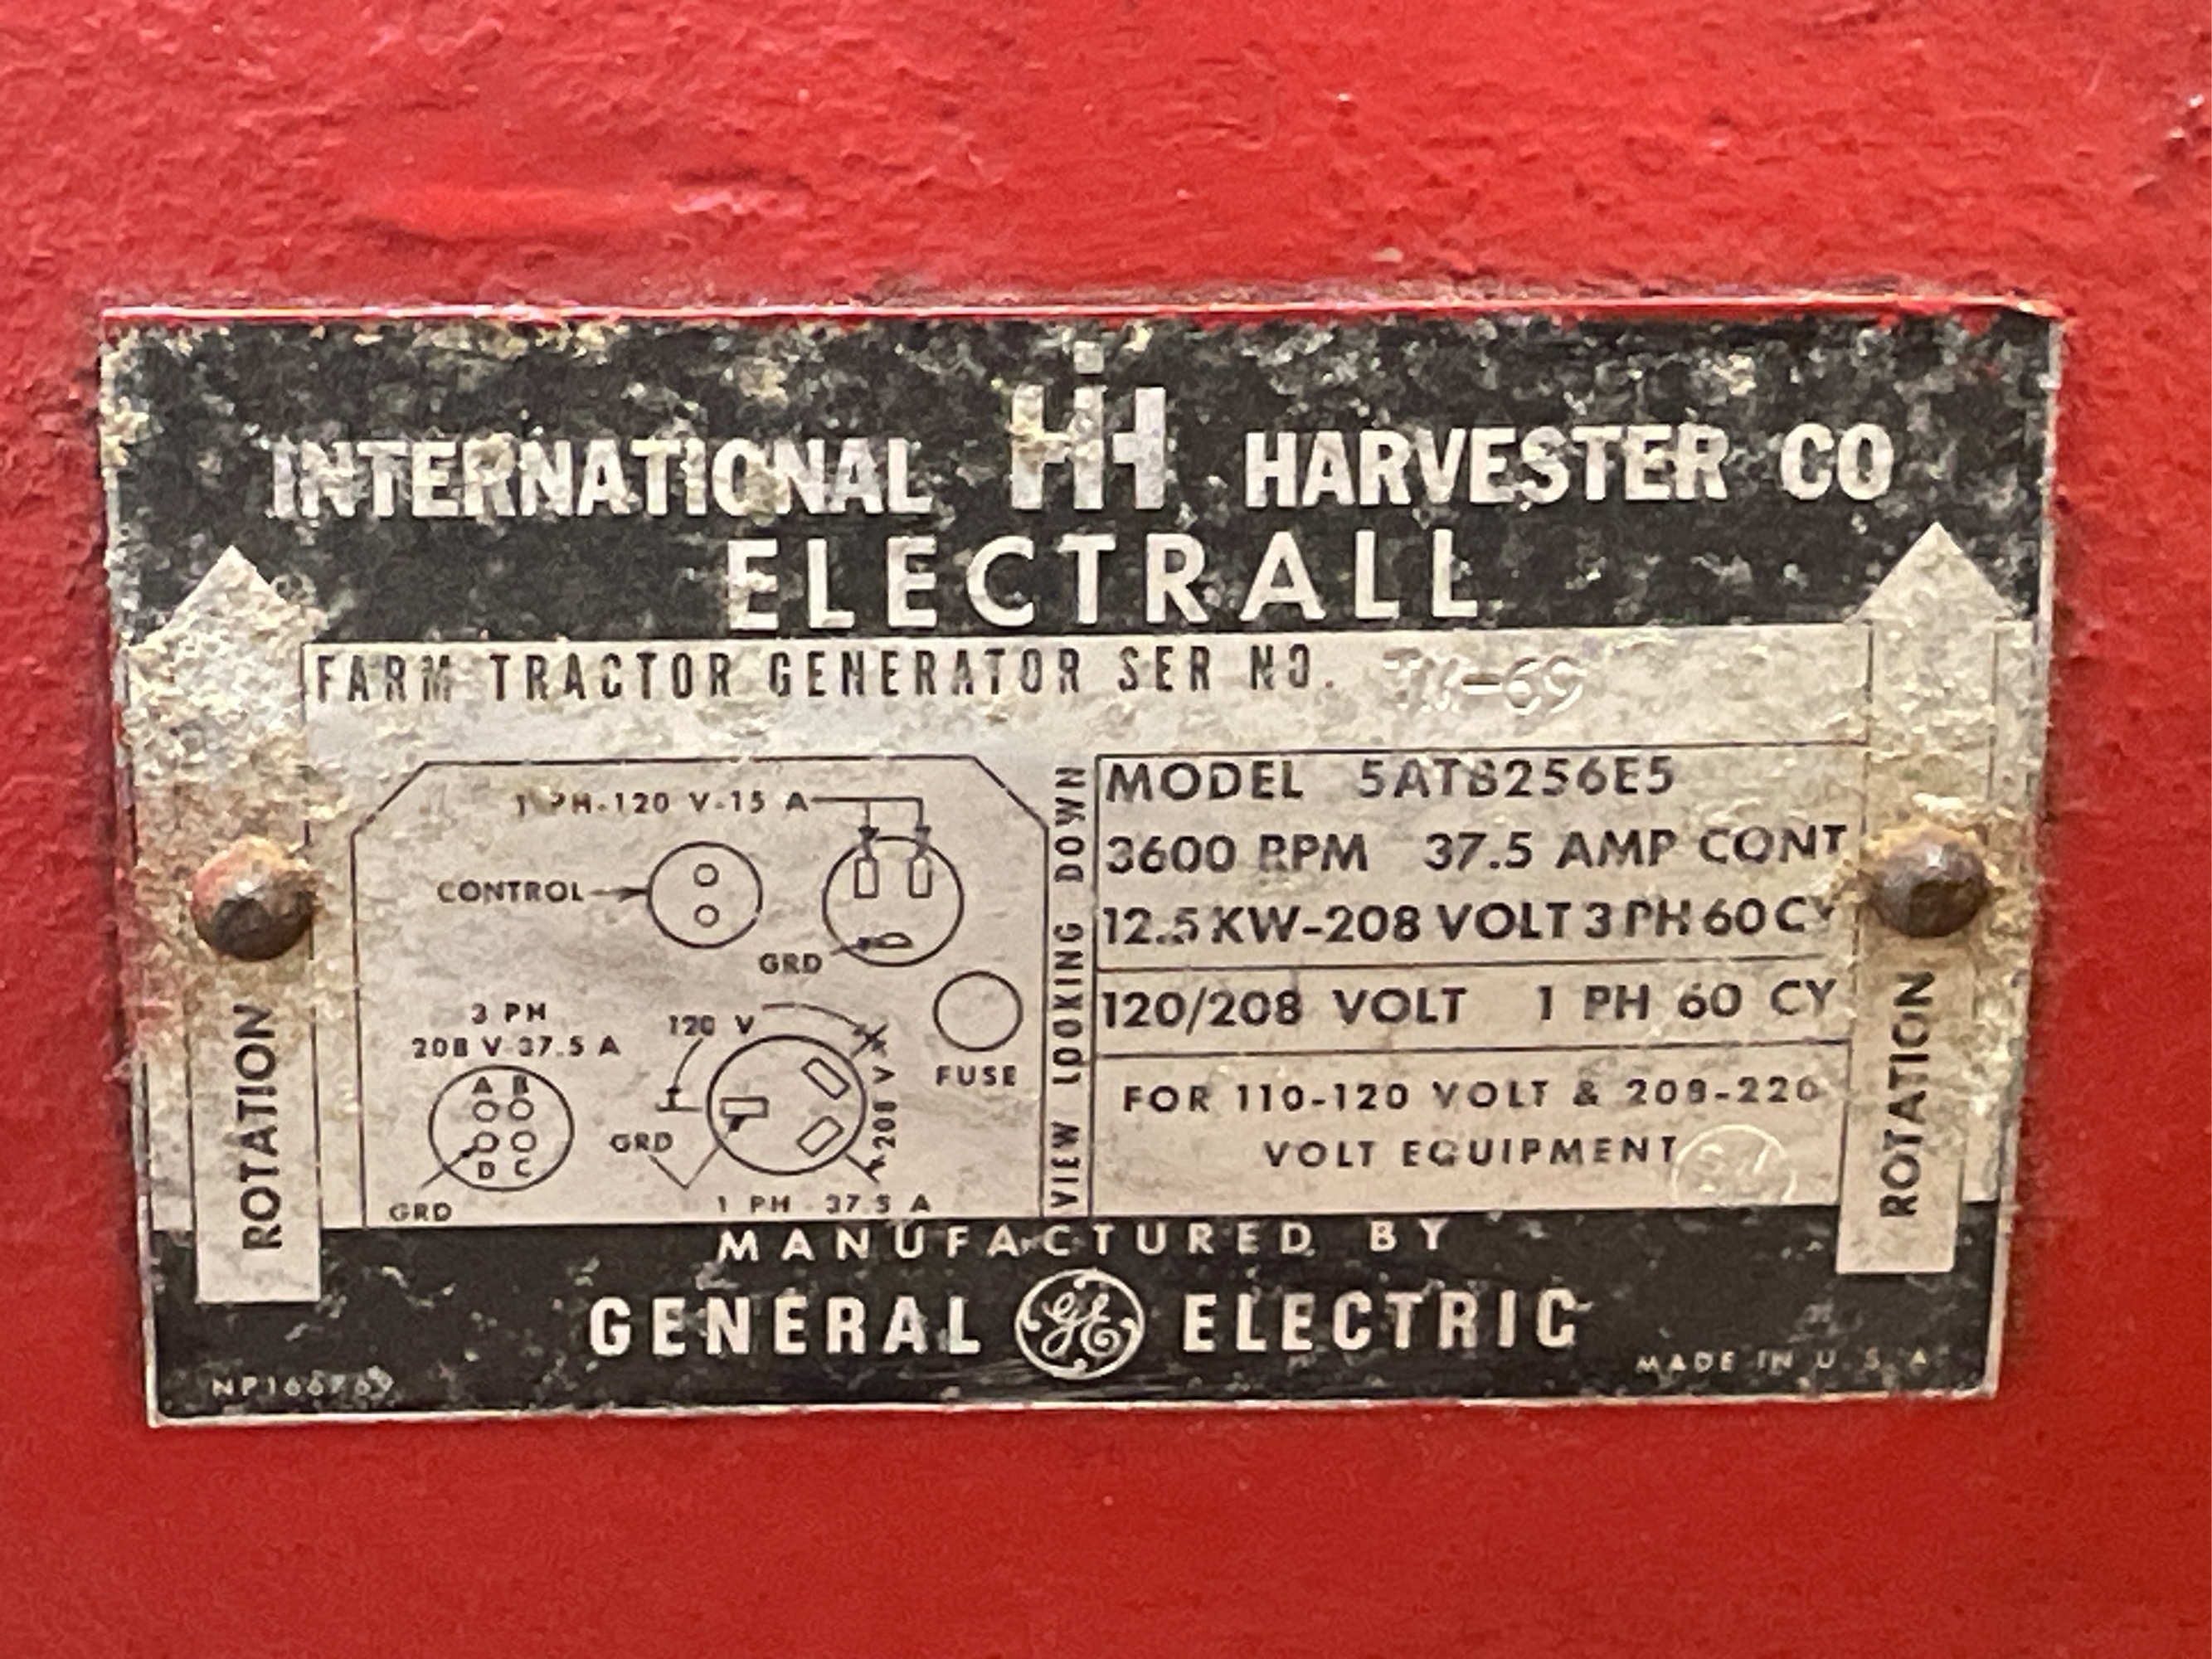 INTERNATIONAL IH HARVESTER CO
ELECTRALL
FARM TRACTOR GENERATOR SER NO.
1 PH-120 V-15 A
CONTROL
GRD
3 PH
208 V-37.5 A
A B
D C
GRD
120 V
GRD
208 V
1 PH - 37.5 A
FUSE
VIEW LOOKING DOWN
MODEL 5ATB256E5
3600 RPM 37.5 AMP CONT
12.5 KW-208 VOLT 3 PH 60 CY
120/208 VOLT 1 PH 60 CY
FOR 110-120 VOLT & 208-220
VOLT EQUIPMENT
ROTATION
ROTATION
MANUFACTURED BY
GENERAL GE ELECTRIC
MADE IN U S A